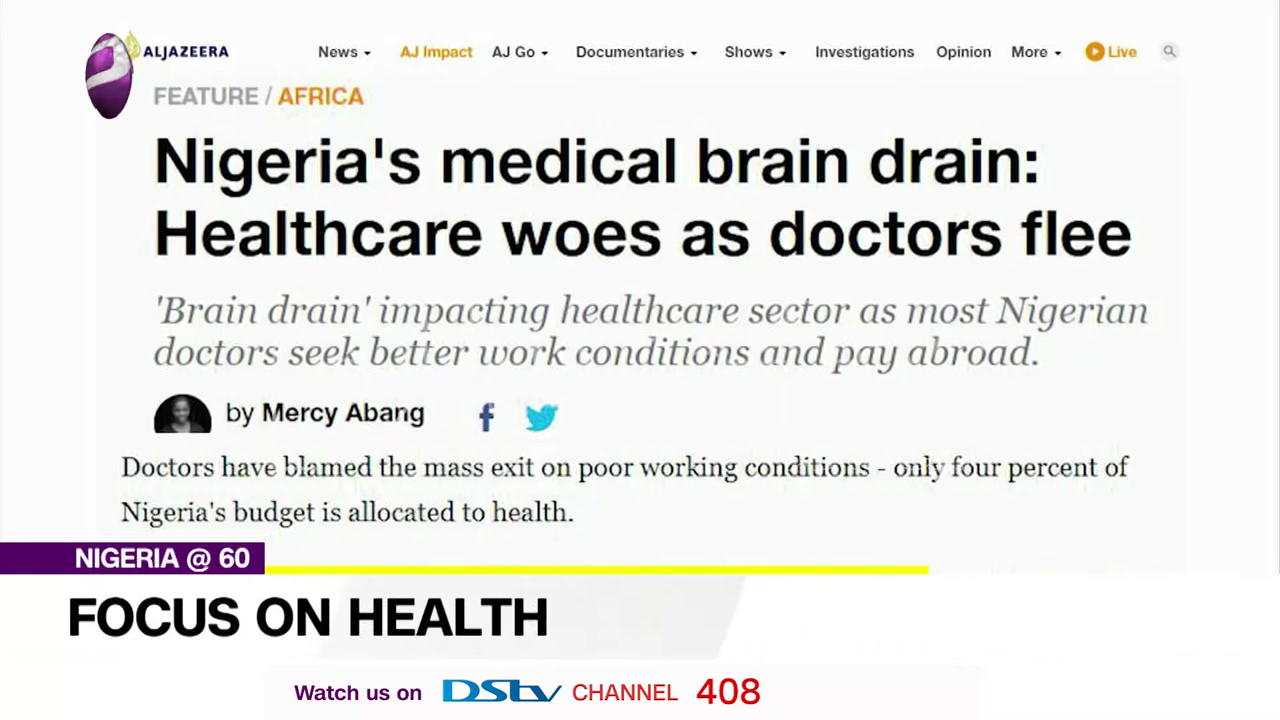 ALJAZEERA
News AJ Impact AJ Go Documentaries Shows Investigations Opinion More Live
FEATURE / AFRICA
Nigeria's medical brain drain:
Healthcare woes as doctors flee
'Brain drain' impacting healthcare sector as most Nigerian
doctors seek better work conditions and pay abroad.
by Mercy Abang
Doctors have blamed the mass exit on poor working conditions - only four percent of
Nigeria's budget is allocated to health.
NIGERIA @ 60
FOCUS ON HEALTH
Watch us on DStv CHANNEL 408